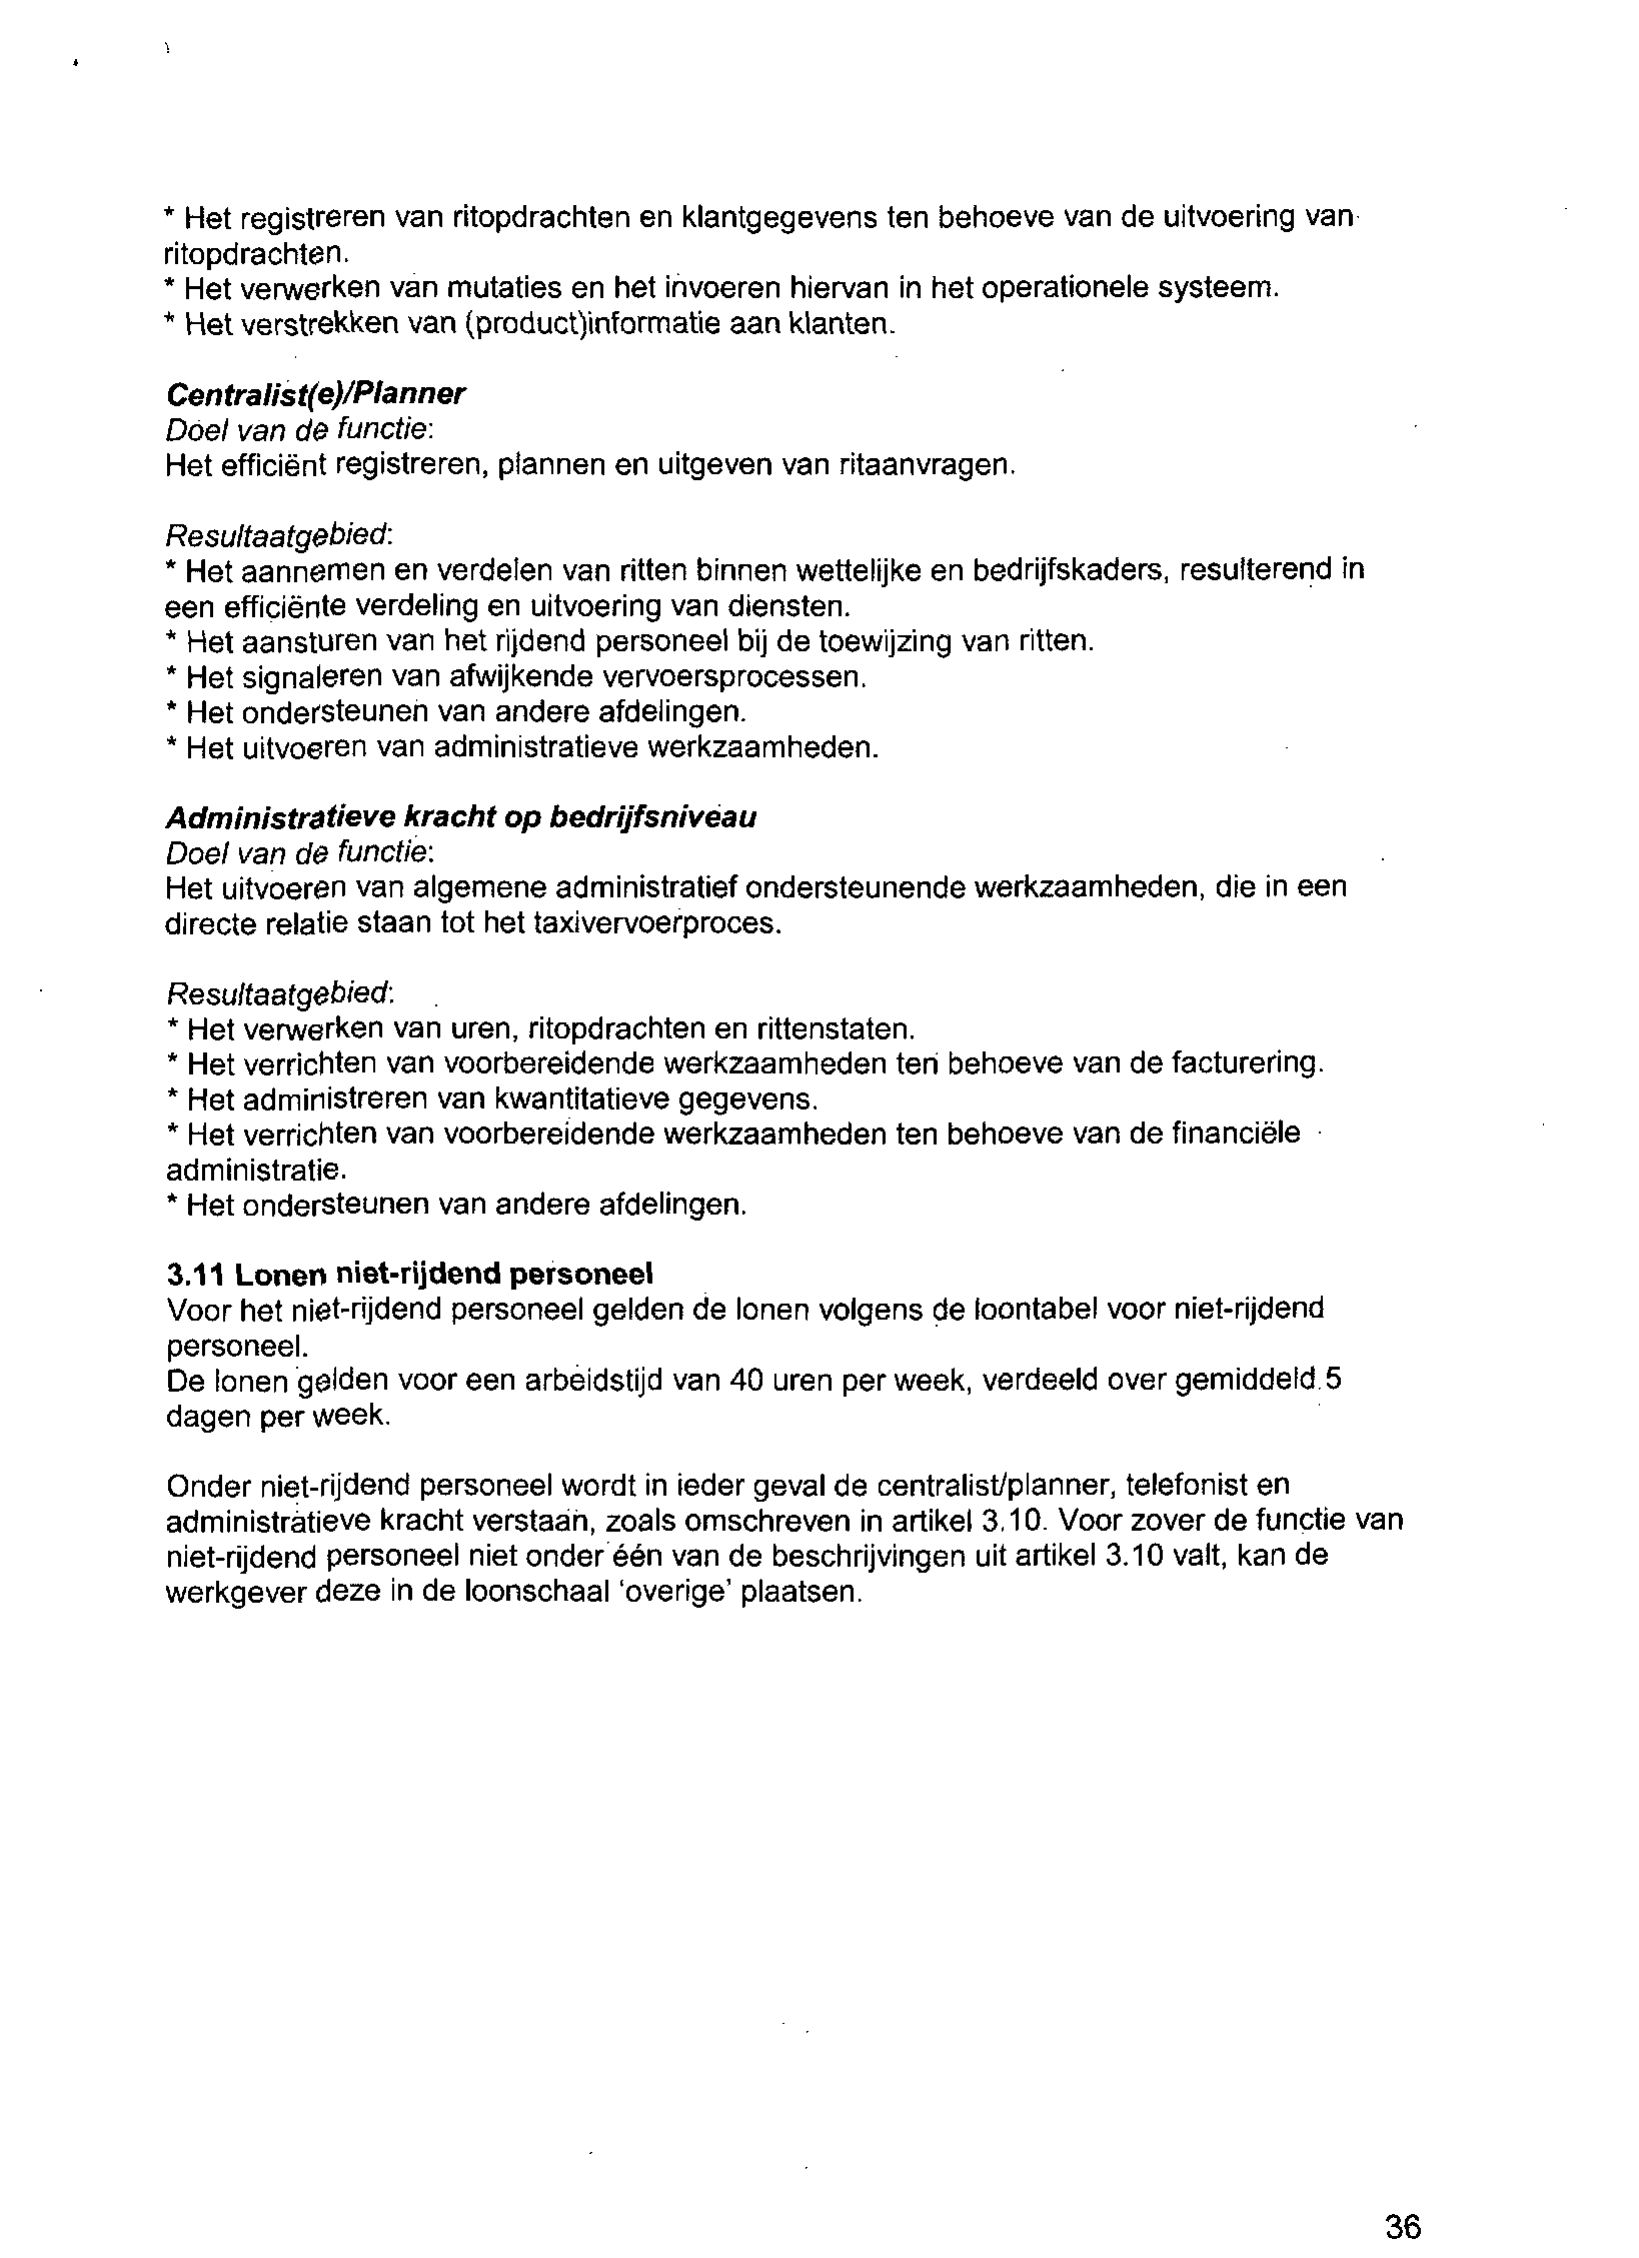 * Het registreren van ritopdrachten en klantgegevens ten behoeve van de uitvoering van
ritopdrachten.
* Het verwerken van mutaties en het invoeren hiervan in het operationele systeem.
* Het verstrekken van (product)informatie aan klanten.
Centralist(e)/Planner
Doel van de functie:
Het efficiënt registreren, plannen en uitgeven van ritaanvragen.
Resultaatgebied:
* Het aannemen en verdelen van ritten binnen wettelijke en bedrijfskaders, resulterend in
een efficiënte verdeling en uitvoering van diensten.
* Het aansturen van het rijdend personeel bij de toewijzing van ritten.
* Het signaleren van afwijkende vervoersprocessen.
* Het ondersteunen van andere afdelingen.
* Het uitvoeren van administratieve werkzaamheden.
Administratieve kracht op bedrijfsniveau
Doel van de functie:
Het uitvoeren van algemene administratief ondersteunende werkzaamheden, die in een
directe relatie staan tot het taxivervoerproces.
Resultaatgebied:
* Het verwerken van uren, ritopdrachten en rittenstaten.
* Het verrichten van voorbereidende werkzaamheden ten behoeve van de facturering.
* Het administreren van kwantitatieve gegevens.
* Het verrichten van voorbereidende werkzaamheden ten behoeve van de financiële
administratie.
* Het ondersteunen van andere afdelingen.
3.11 Lonen niet-rijdend personeel
Voor het niet-rijdend personeel gelden de lonen volgens de loontabel voor niet-rijdend
personeel.
De lonen gelden voor een arbeidstijd van 40 uren per week, verdeeld over gemiddeld 5
dagen per week.
Onder niet-rijdend personeel wordt in ieder geval de centralist/planner, telefonist en
administratieve kracht verstaan, zoals omschreven in artikel 3.10. Voor zover de functie van
niet-rijdend personeel niet onder één van de beschrijvingen uit artikel 3.10 valt, kan de
werkgever deze in de loonschaal 'overige' plaatsen.
36